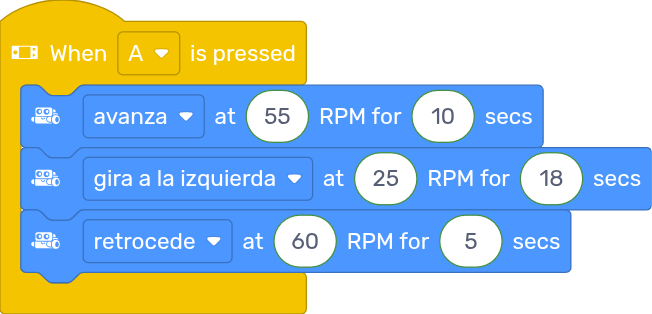 When A is pressed
avanza at 55 RPM for 10 secs
gira a la izquierda at 25 RPM for 18 secs
retrocede at 60 RPM for 5 secs